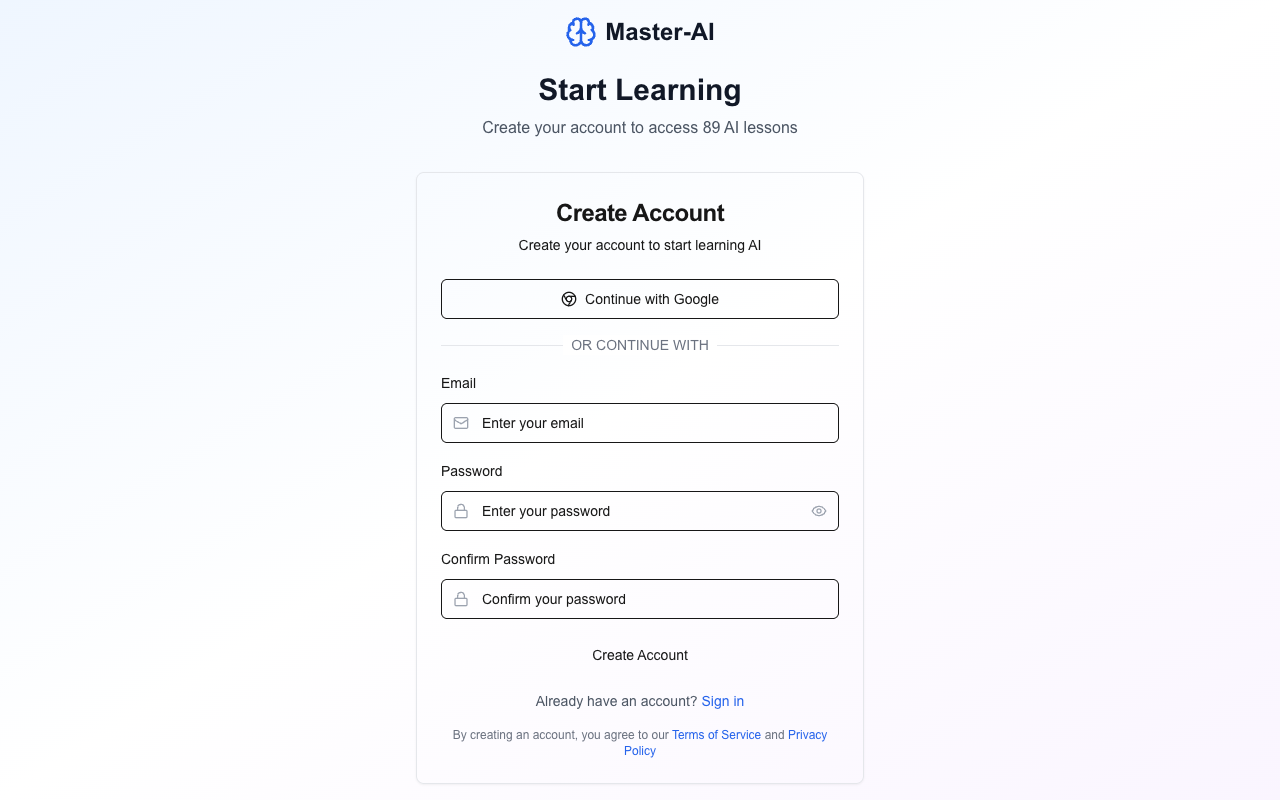 Master-AI
Start Learning
Create your account to access 89 AI lessons
Create Account
Create your account to start learning AI
Continue with Google
OR CONTINUE WITH
Email
Enter your email
Password
Enter your password
Confirm Password
Confirm your password
Create Account
Already have an account? Sign in
By creating an account, you agree to our Terms of Service and Privacy
Policy